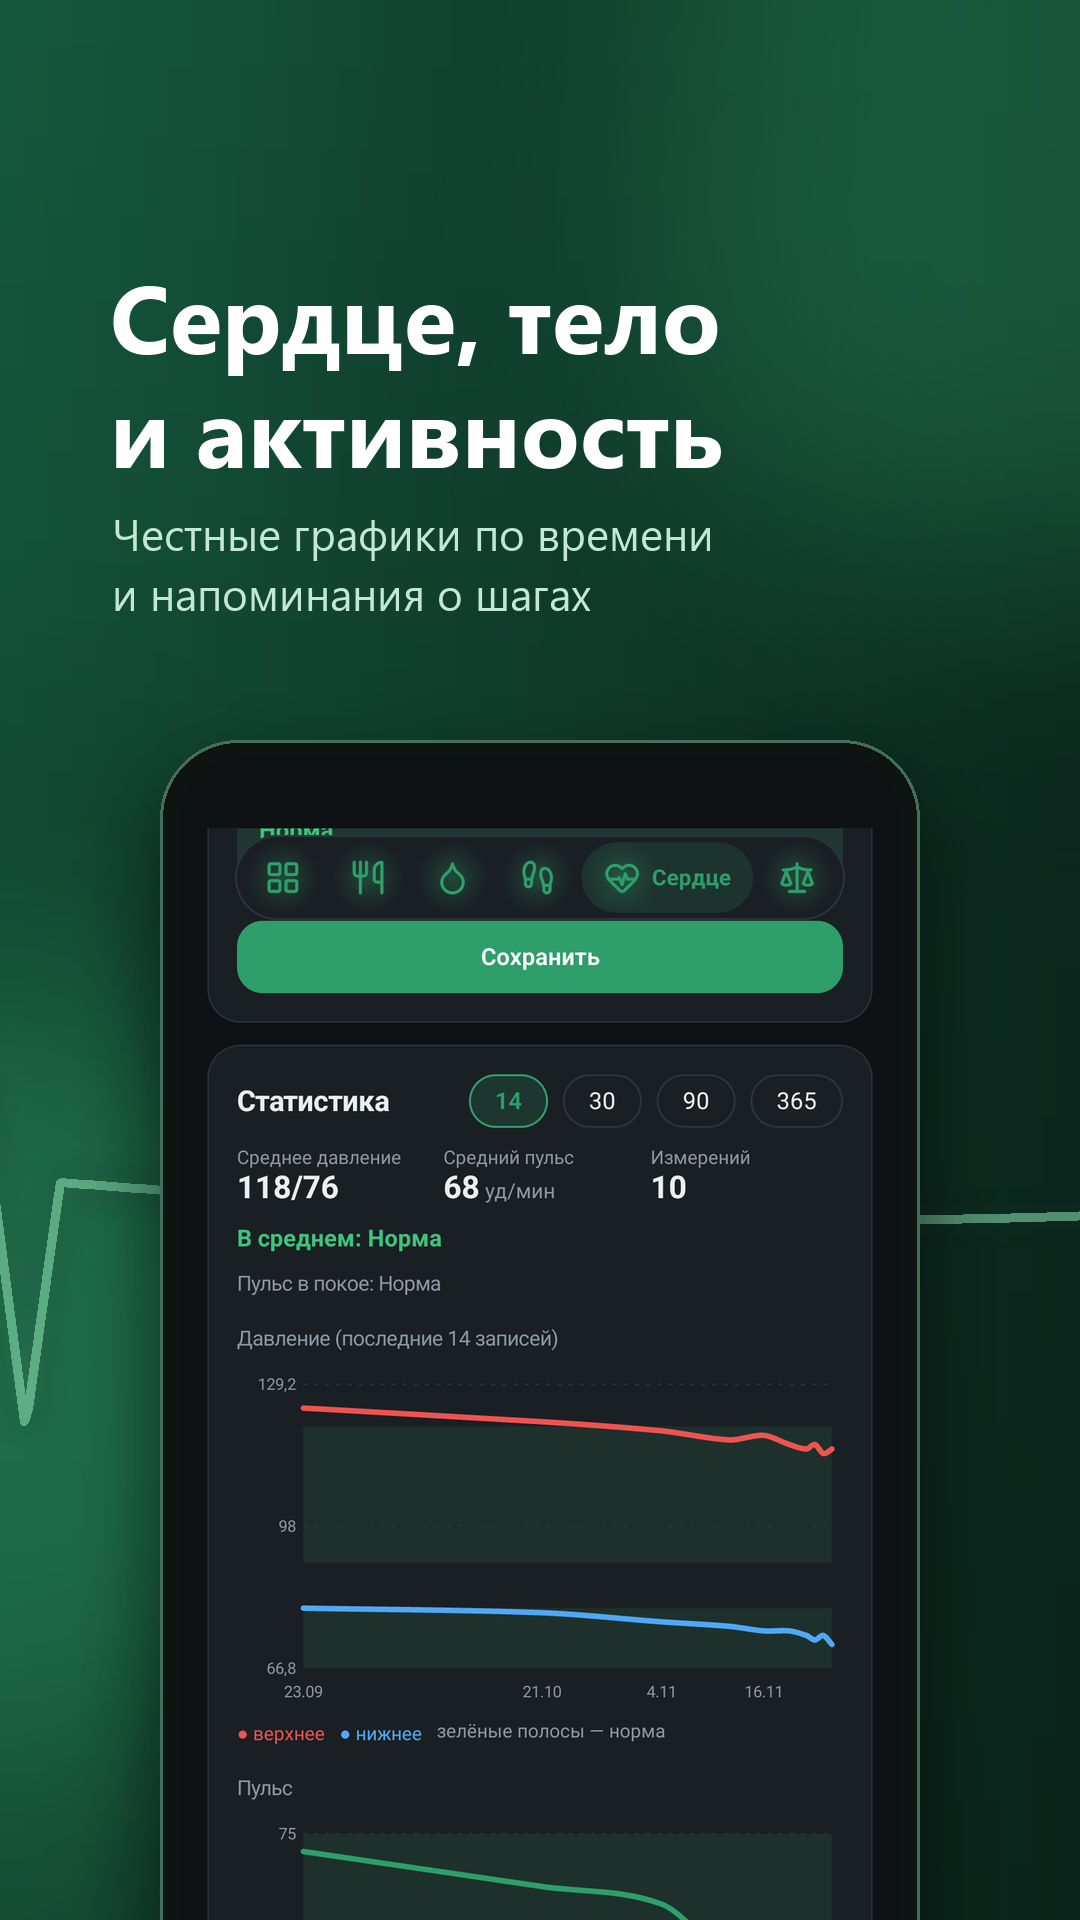 Сердце, тело
и активность
Честные графики по времени
и напоминания о шагах
Норма
Сердце
Сохранить
Статистика 14 30 90 365
Среднее давление Средний пульс Измерений
118/76 68 уд/мин 10
В среднем: Норма
Пульс в покое: Норма
Давление (последние 14 записей)
129,2
98
66,8
23.09 21.10 4.11 16.11
верхнее нижнее зелёные полосы — норма
Пульс
75